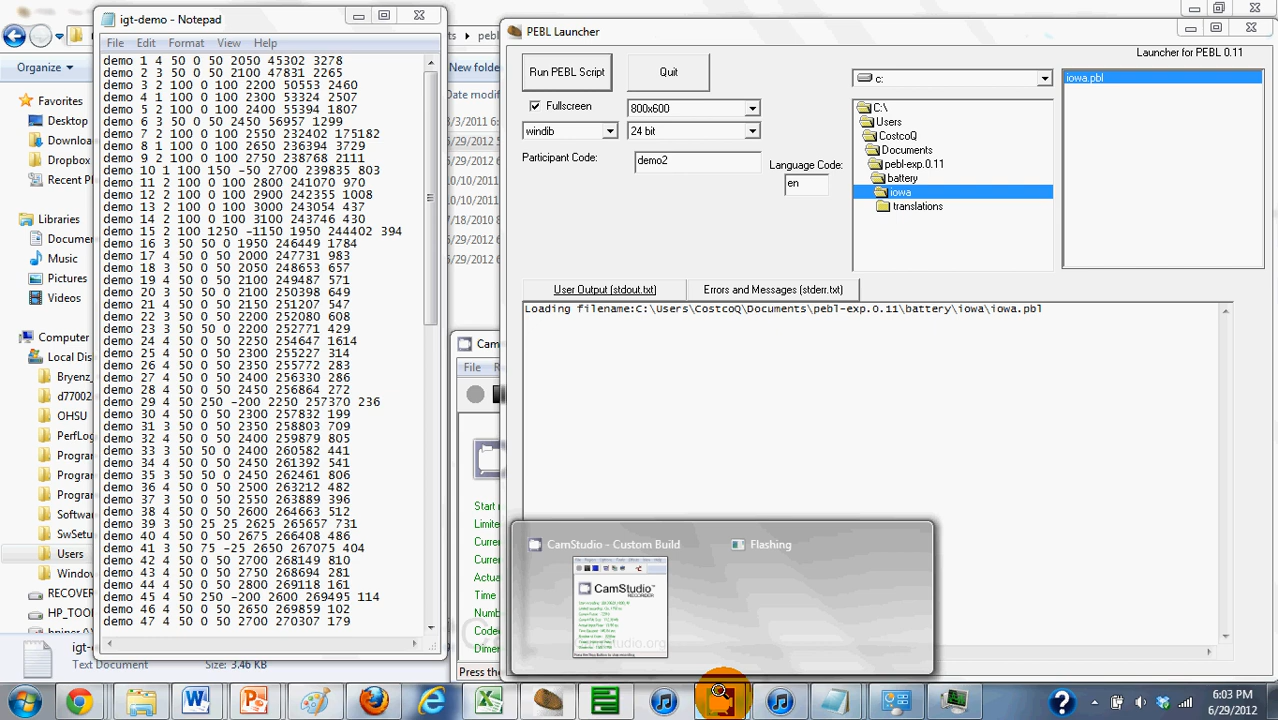 igt-demo - Notepad
File Edit Format View Help
demo 1 4 50 0 50 2050 45302 3278
demo 2 3 50 0 50 2100 47831 2265
demo 3 1 100 0 100 2200 50553 2460
demo 4 1 100 0 100 2300 53324 2507
demo 5 2 100 0 100 2400 55394 1807
demo 6 3 50 0 50 2450 56957 1299
demo 7 2 100 0 100 2550 232402 175182
demo 8 1 100 0 100 2650 236394 3729
demo 9 2 100 0 100 2750 238768 2111
demo 10 1 100 150 -50 2700 239835 803
demo 11 2 100 0 100 2800 241070 970
demo 12 2 100 0 100 2900 242355 1008
demo 13 2 100 0 100 3000 243054 437
demo 14 2 100 0 100 3100 243746 430
demo 15 2 100 1250 -1150 1950 244402 394
demo 16 3 50 50 0 1950 246449 1784
demo 17 4 50 0 50 2000 247731 983
demo 18 3 50 0 50 2050 248653 657
demo 19 4 50 0 50 2100 249487 571
demo 20 3 50 0 50 2100 250398 649
demo 21 4 50 0 50 2150 251207 547
demo 22 3 50 0 50 2200 252080 608
demo 23 3 50 50 0 2200 252771 429
demo 24 4 50 0 50 2250 254647 1614
demo 25 4 50 0 50 2300 255227 314
demo 26 4 50 0 50 2350 255772 283
demo 27 4 50 0 50 2400 256330 286
demo 28 4 50 0 50 2450 256864 272
demo 29 4 50 250 -200 2250 257370 236
demo 30 4 50 0 50 2300 257832 199
demo 31 3 50 0 50 2350 258803 709
demo 32 4 50 0 50 2400 259879 805
demo 33 3 50 50 0 2400 260582 441
demo 34 4 50 0 50 2450 261392 541
demo 35 3 50 50 0 2450 262461 806
demo 36 4 50 0 50 2500 263212 482
demo 37 3 50 0 50 2550 263889 396
demo 38 4 50 0 50 2600 264663 512
demo 39 3 50 25 25 2625 265657 731
demo 40 4 50 0 50 2675 266408 486
demo 41 3 50 75 -25 2650 267075 404
demo 42 4 50 0 50 2700 268149 810
demo 43 4 50 0 50 2750 268694 281
demo 44 4 50 0 50 2800 269118 161
demo 45 4 50 250 -200 2600 269495 114
demo 46 4 50 0 50 2650 269859 102
demo 47 4 50 0 50 2700 270307 179
Organize
Favorites
Desktop
Dropbox
Libraries
Music
Pictures
Videos
Computer
OHSU
Users
PEBL Launcher
Launcher for PEBL 0.11
Run PEBL Script
Quit
Fullscreen
800x600
windib
24 bit
Participant Code:
demo2
Language Code:
en
c:
C:\
Users
CostcoQ
Documents
pebl-exp.0.11
battery
iowa
translations
iowa.pbl
User Output (stdout.txt)
Errors and Messages (stderr.txt)
Loading filename:C:\Users\CostcoQ\Documents\pebl-exp.0.11\battery\iowa\iowa.pbl
New folder
File
CamStudio - Custom Build
Flashing
CamStudio
Press the
Text Document
Size: 3.46 KB
6:03 PM
6/29/2012